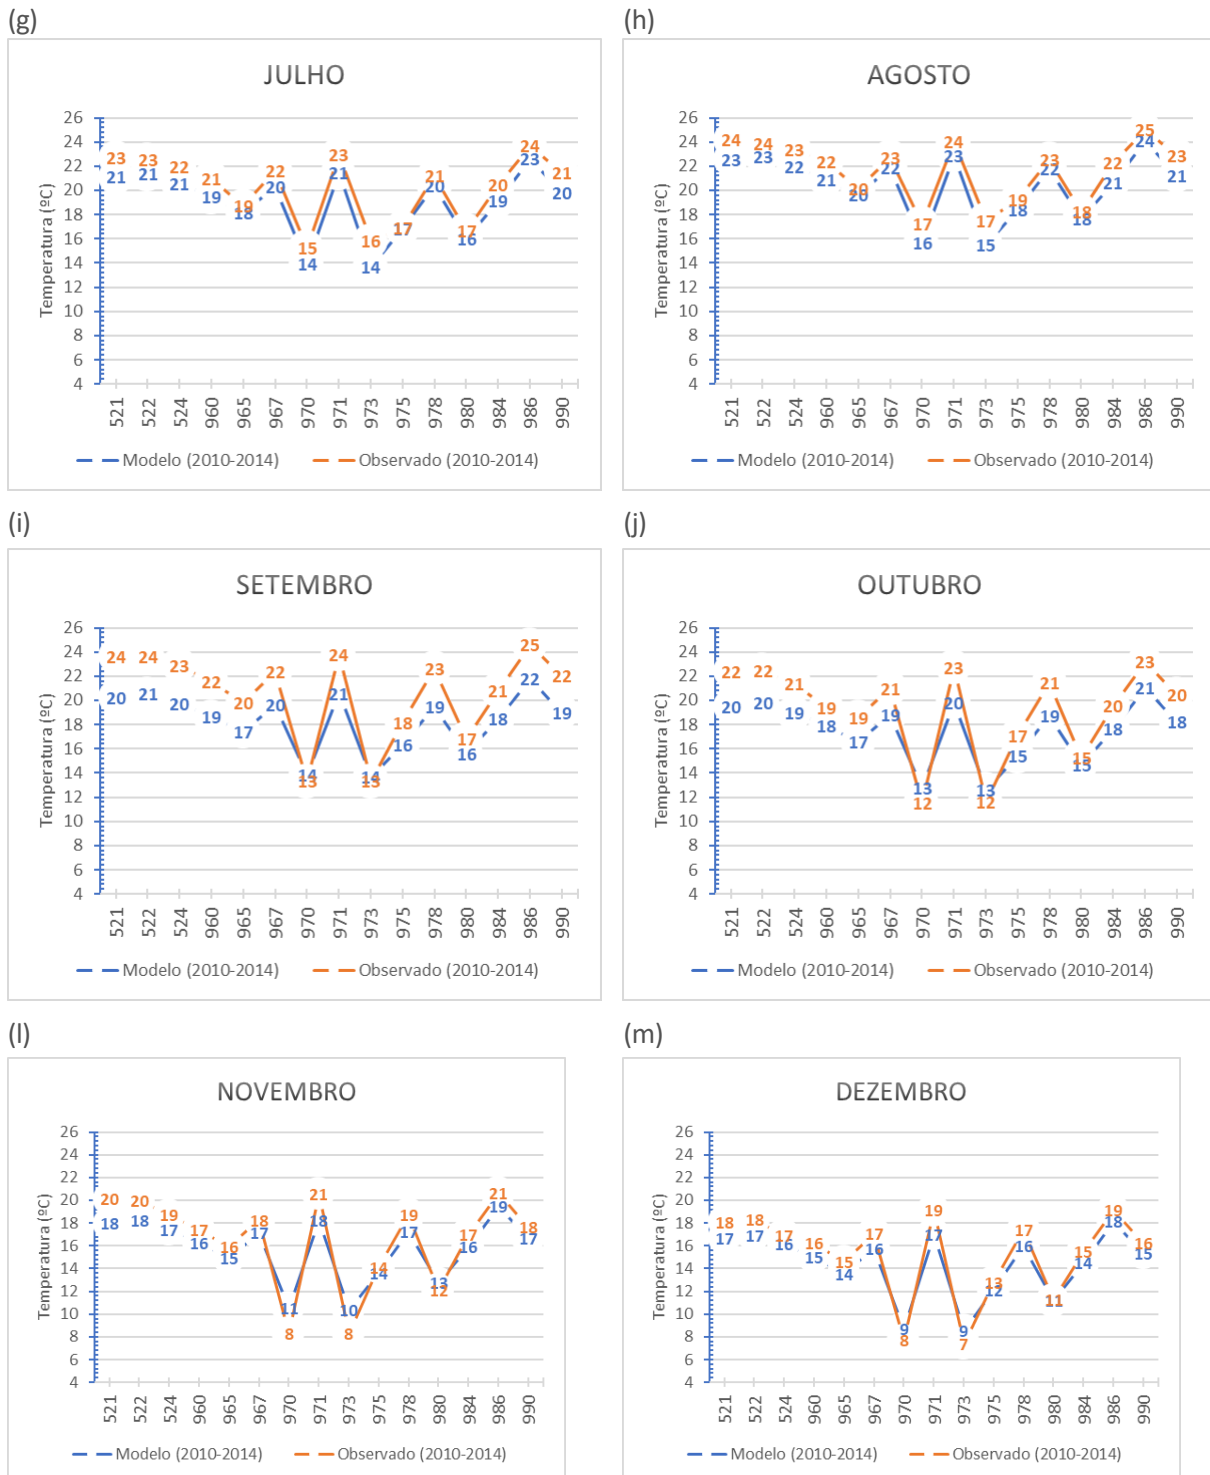 (g)
JULHO
Temperatura (ºC)
26
24
22
20
18
16
14
12
10
8
6
4
23 23 22 21 19 22 15 23 16 17 21 17 20 24 21
21 21 21 19 18 20 14 21 14 17 20 16 19 23 20
521 522 524 960 965 967 970 971 973 975 978 980 984 986 990
Modelo (2010-2014) Observado (2010-2014)
(h)
AGOSTO
Temperatura (ºC)
26
24
22
20
18
16
14
12
10
8
6
4
24 24 23 22 20 23 17 24 17 19 23 18 22 25 23
23 23 22 21 20 22 16 23 15 18 22 18 21 24 21
521 522 524 960 965 967 970 971 973 975 978 980 984 986 990
Modelo (2010-2014) Observado (2010-2014)
(i)
SETEMBRO
Temperatura (ºC)
26
24
22
20
18
16
14
12
10
8
6
4
24 24 23 22 20 22 13 24 13 18 23 17 21 25 22
20 21 20 19 17 20 14 21 14 16 19 16 18 22 19
521 522 524 960 965 967 970 971 973 975 978 980 984 986 990
Modelo (2010-2014) Observado (2010-2014)
(j)
OUTUBRO
Temperatura (ºC)
26
24
22
20
18
16
14
12
10
8
6
4
22 22 21 19 19 21 12 23 12 17 21 15 20 23 20
20 20 19 18 17 19 13 20 13 15 19 15 18 21 18
521 522 524 960 965 967 970 971 973 975 978 980 984 986 990
Modelo (2010-2014) Observado (2010-2014)
(l)
NOVEMBRO
Temperatura (ºC)
26
24
22
20
18
16
14
12
10
8
6
4
20 20 19 17 16 18 8 21 8 14 19 12 17 21 18
18 18 17 16 15 17 11 18 10 14 17 13 16 19 17
521 522 524 960 965 967 970 971 973 975 978 980 984 986 990
Modelo (2010-2014) Observado (2010-2014)
(m)
DEZEMBRO
Temperatura (ºC)
26
24
22
20
18
16
14
12
10
8
6
4
18 18 17 16 15 17 8 19 7 13 17 11 15 19 16
17 17 16 15 14 16 9 17 9 12 16 11 14 18 15
521 522 524 960 965 967 970 971 973 975 978 980 984 986 990
Modelo (2010-2014) Observado (2010-2014)